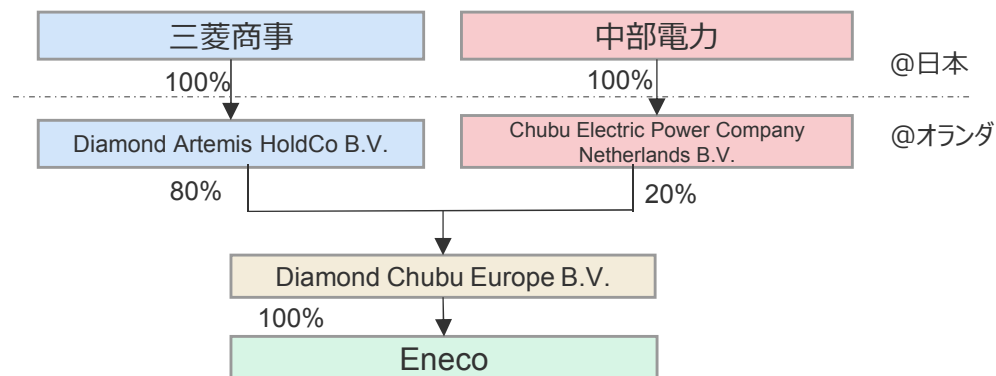 三菱商事
中部電力
100%
100%
@日本
Diamond Artemis HoldCo B.V.
Chubu Electric Power Company
Netherlands B.V.
@オランダ
80%
20%
Diamond Chubu Europe B.V.
100%
Eneco